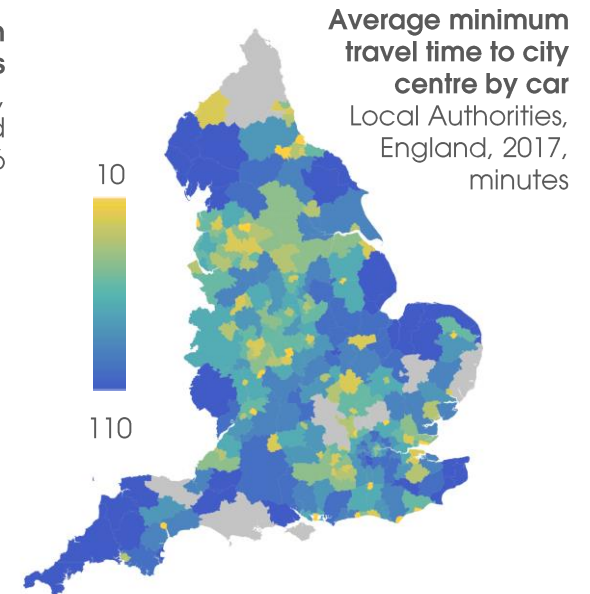 Average minimum
travel time to city
centre by car
Local Authorities,
England, 2017,
minutes
10
110